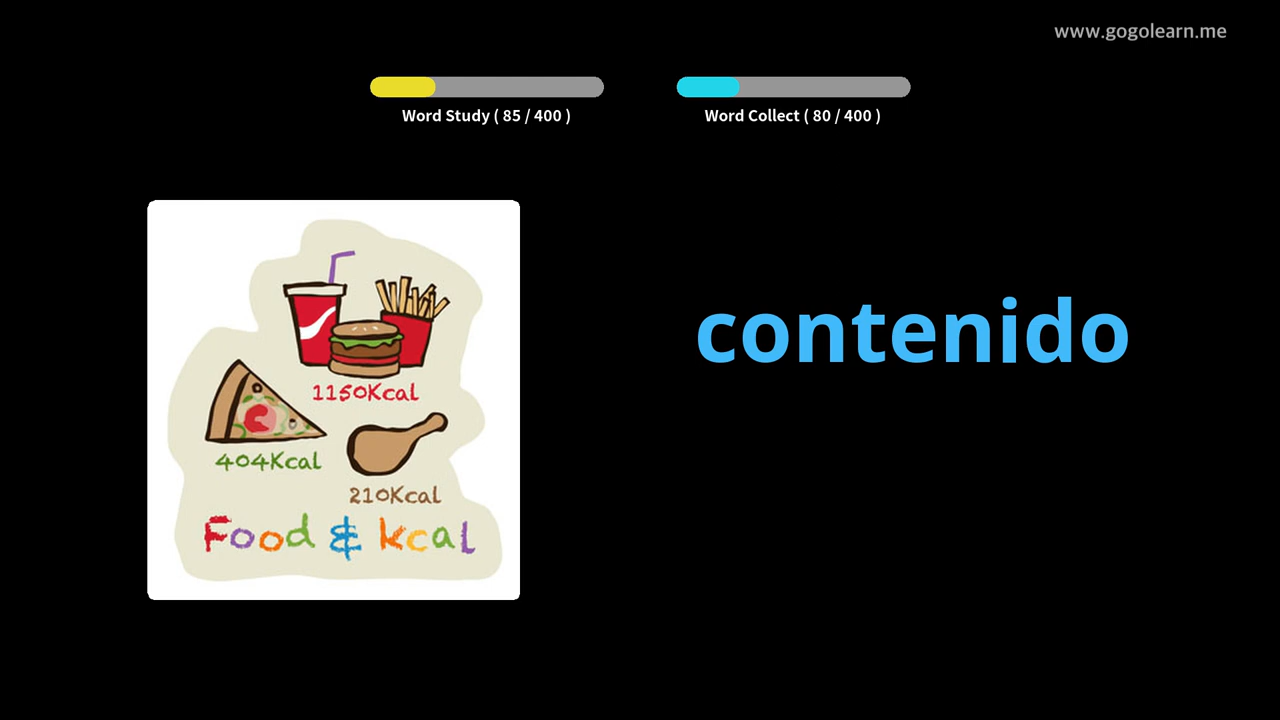 www.gogolearn.me
Word Study ( 85 / 400 )
Word Collect ( 80 / 400 )
1150Kcal
404Kcal
210Kcal
Food & kcal
contenido